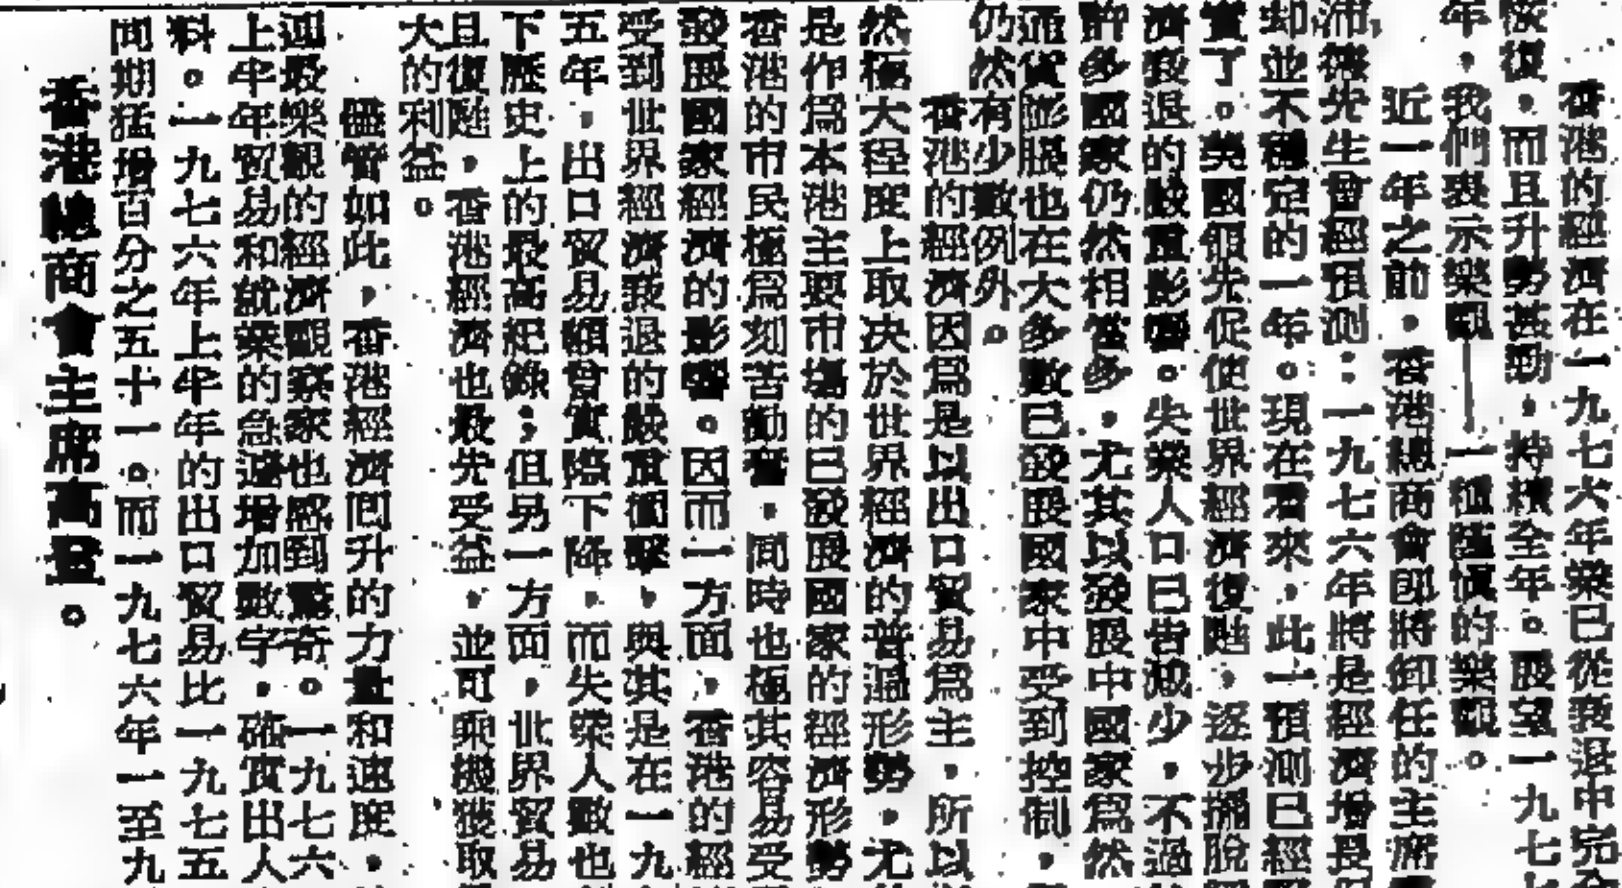 香港的經濟在一九七六年業已從衰退中完全
恢復，而且升勢甚勁，持續全年。展望一九七七
年，我們表示樂觀——一種謹慎的樂觀。
近一年之前，香港總商會即將卸任的主席
沛德先生曾經預測：一九七六年將是經濟增長但
却並不穩定的一年。現在看來，此一預測已經
實了。美國領先促使世界經濟復甦，逐步擺脫
濟衰退的嚴重影響。失業人口已告減少，不過
許多國家仍然相當多，尤其以發展中國家為然
通貨膨脹也在大多數已發展國家中受到控制，
仍然有少數例外。
香港的經濟因為是以出口貿易為主，所以
然極大程度上取決於世界經濟的普遍形勢，尤
是作為本港主要市場的已發展國家的經濟形勢
香港的市民極為刻苦勤奮，同時也極其容易受
發展國家經濟的影響。因而一方面，香港的經
受到世界經濟衰退的嚴重衝擊，與其是在一九
五年，出口貿易額曾實際下降，而失業人數也
下歷史上的最高紀錄；但另一方面，世界貿易
且復甦，香港經濟也最先受益，並可乘機獲取
大的利益。
儘管如此，香港經濟回升的力量和速度，
連最樂觀的經濟觀察家也感到驚奇。一九七六
上半年貿易和就業的急遽增加數字，確實出人
料。一九七六年上半年的出口貿易比一九七五
同期猛增百分之五十一。而一九七六年一至九
香港總商會主席高登。